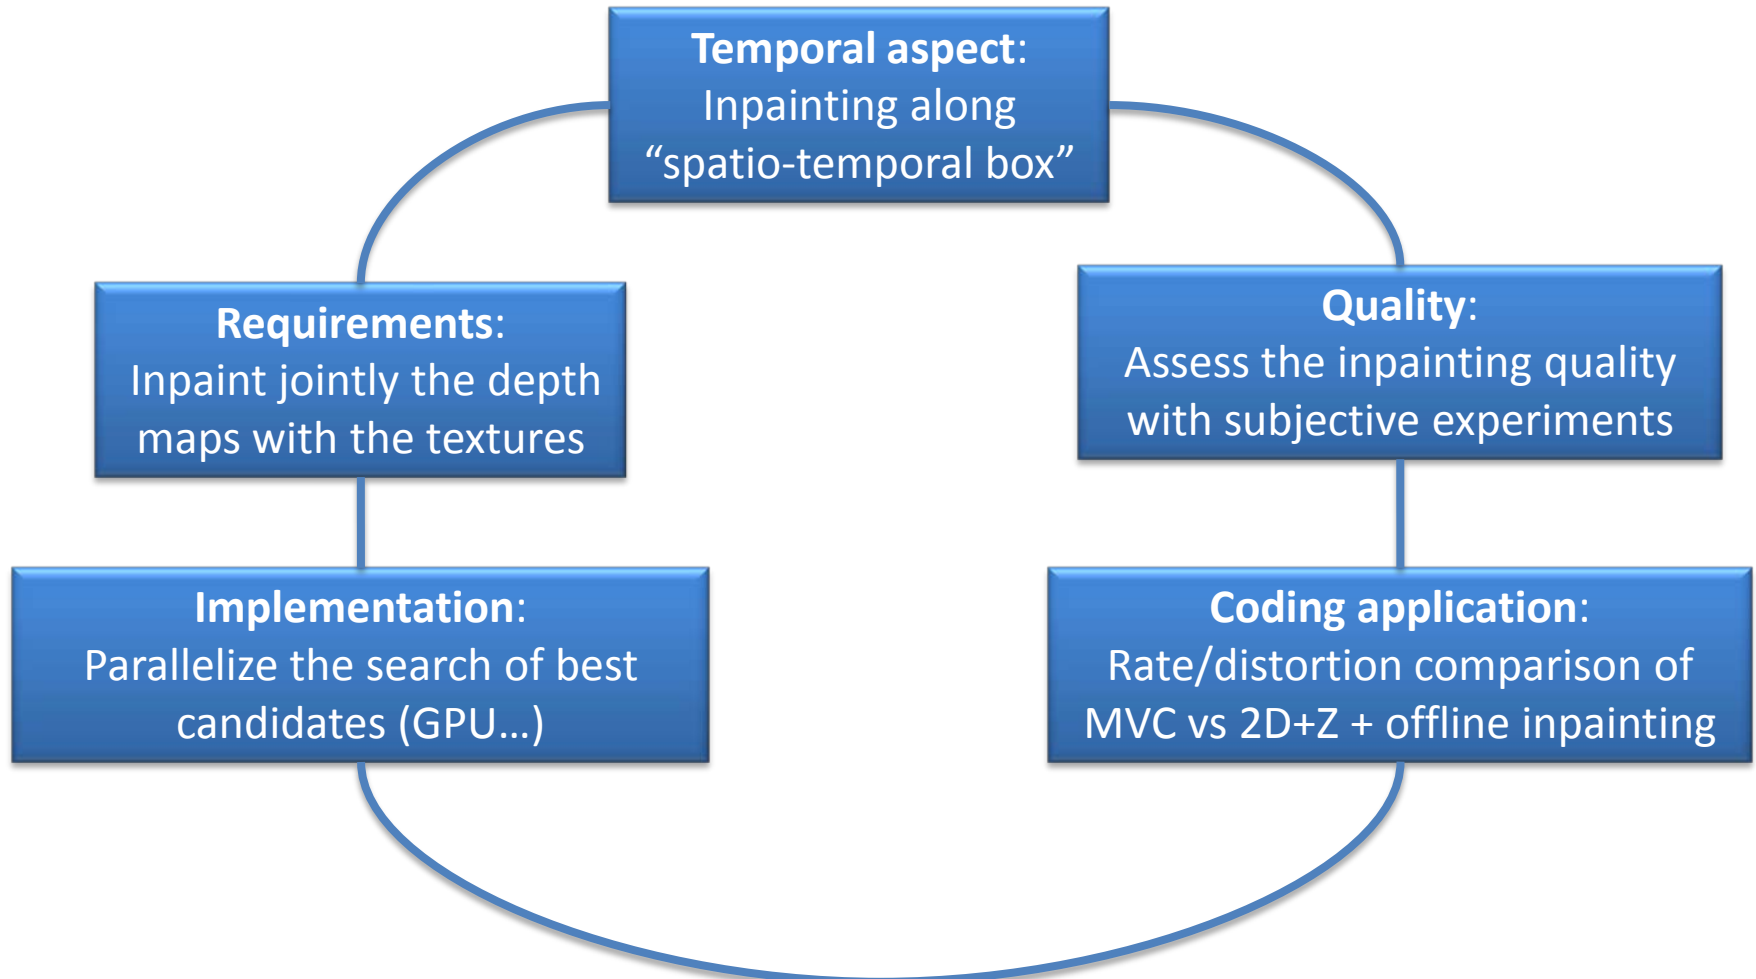 Temporal aspect:
Inpainting along
“spatio-temporal box”
Requirements:
Inpaint jointly the depth
maps with the textures
Quality:
Assess the inpainting quality
with subjective experiments
Implementation:
Parallelize the search of best
candidates (GPU…)
Coding application:
Rate/distortion comparison of
MVC vs 2D+Z + offline inpainting